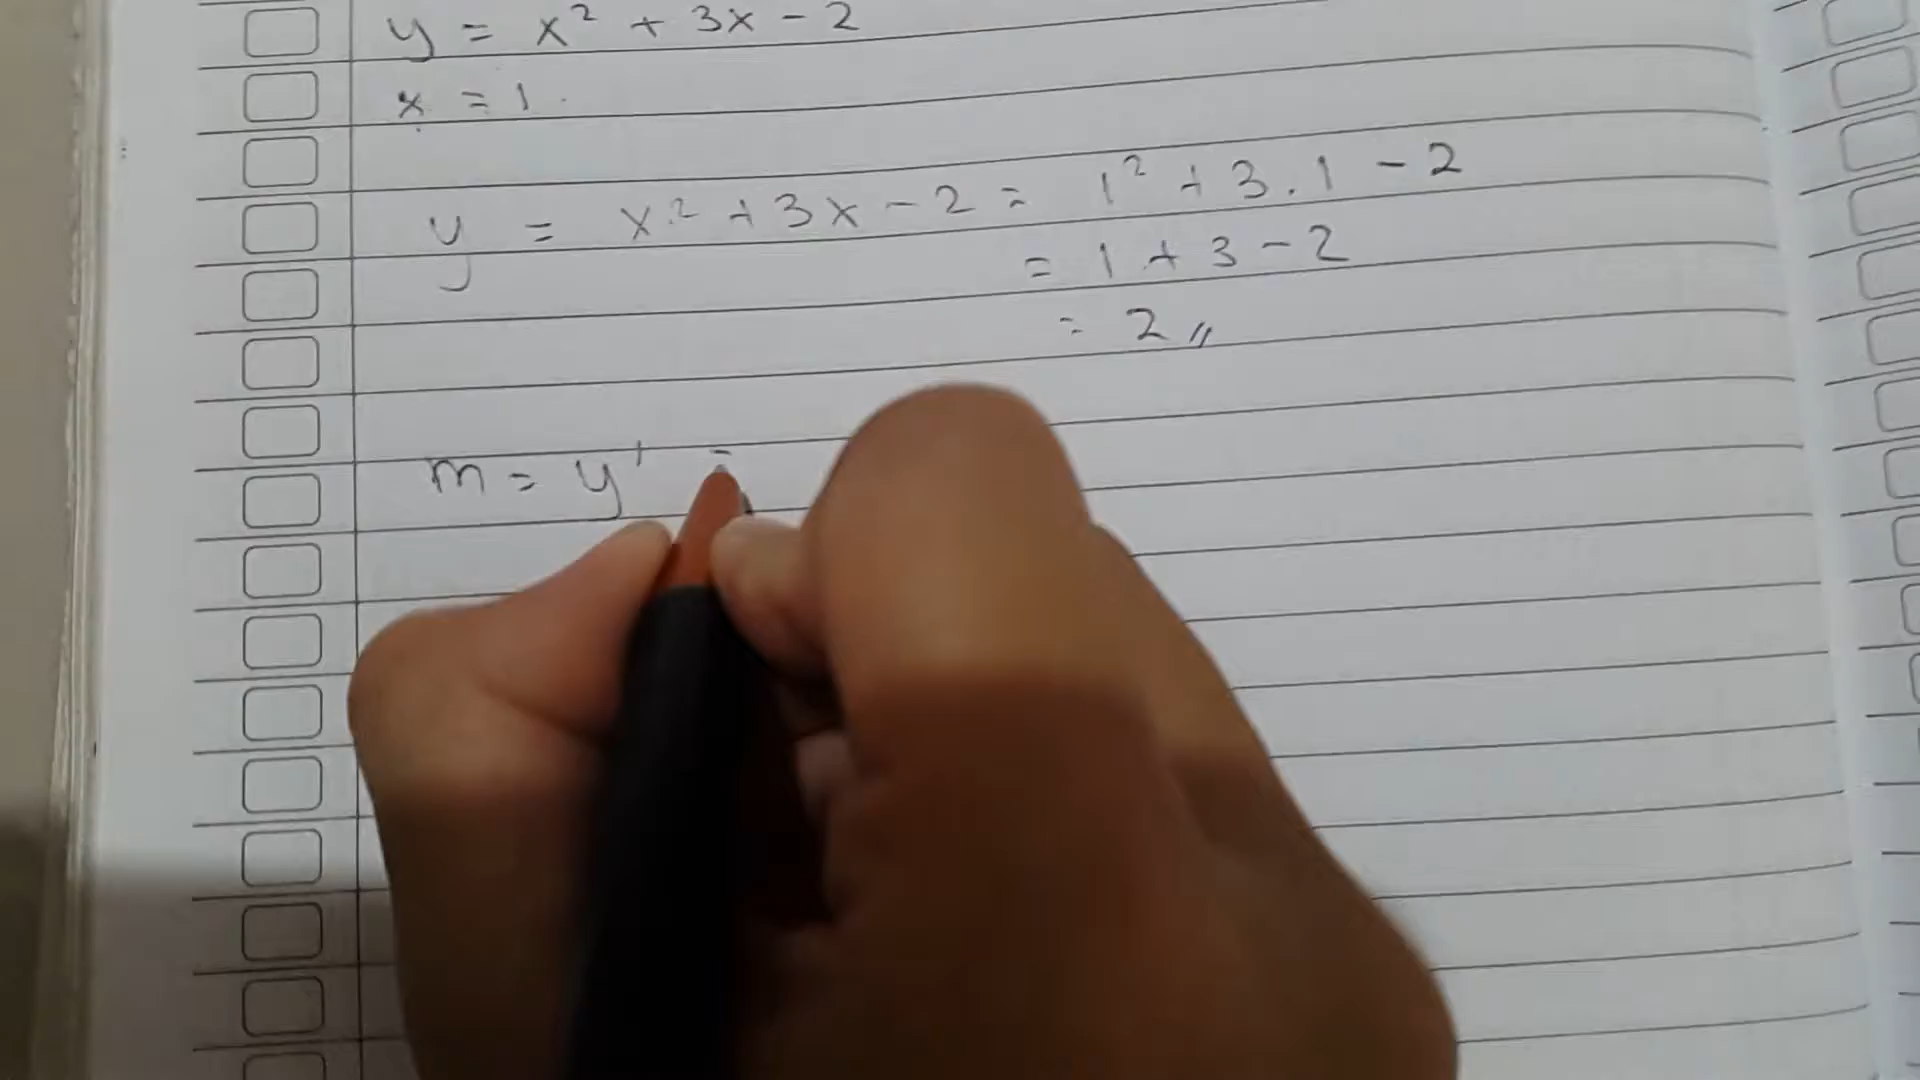 y = x² + 3x - 2
x = 1
y = x² + 3x - 2 = 1² + 3.1 - 2
= 1 + 3 - 2
= 2 //
m = y' =